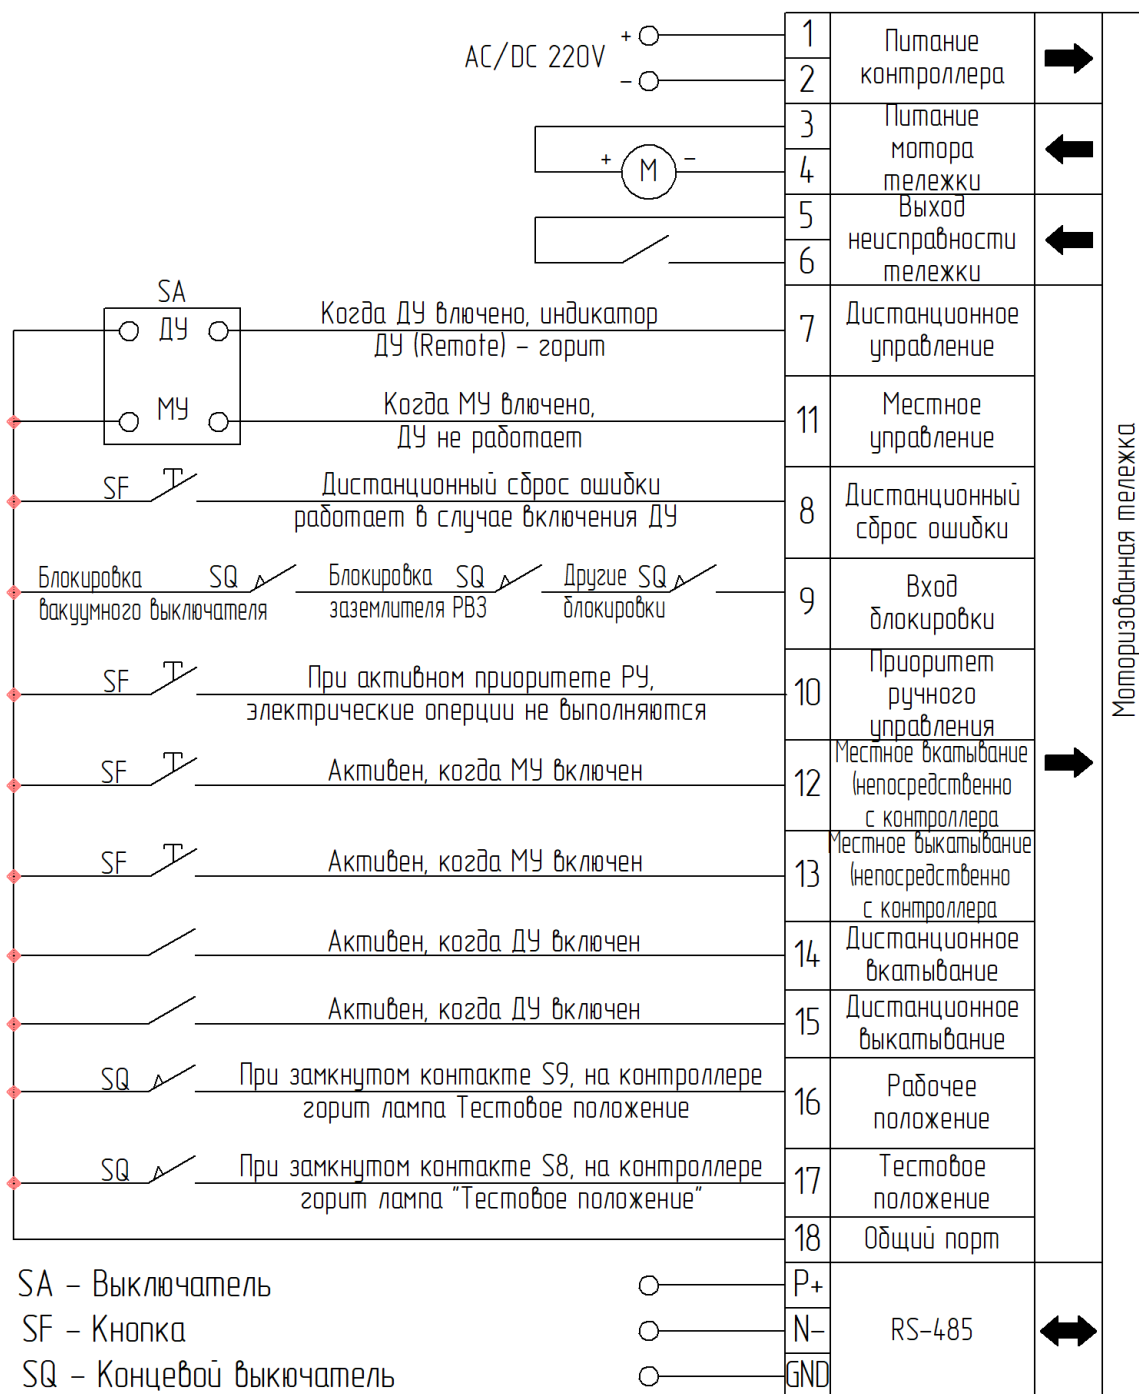 AC/DC 220V
+
−
1
2
Питание
контроллера
+
M
−
3
4
Питание
мотора
тележки
5
6
Выход
неисправности
тележки
SA
ДУ
МУ
Когда ДУ влючено, индикатор
ДУ (Remote) – горит
7
Дистанционное
управление
Когда МУ влючено,
ДУ не работает
11
Местное
управление
SF
Дистанционный сброс ошибки
работает в случае включения ДУ
8
Дистанционный
сброс ошибки
Блокировка
вакуумного выключателя
SQ
Блокировка
заземлителя РВЗ
SQ
Другие
блокировки
SQ
9
Вход
блокировки
SF
При активном приоритете РУ,
электрические оперции не выполняются
10
Приоритет
ручного
управления
SF
Активен, когда МУ включен
12
Местное вкатывание
(непосредственно
с контроллера
SF
Активен, когда МУ включен
13
Местное выкатывание
(непосредственно
с контроллера
Активен, когда ДУ включен
14
Дистанционное
вкатывание
Активен, когда ДУ включен
15
Дистанционное
выкатывание
SQ
При замкнутом контакте S9, на контроллере
горит лампа Тестовое положение
16
Рабочее
положение
SQ
При замкнутом контакте S8, на контроллере
горит лампа "Тестовое положение"
17
Тестовое
положение
18
Общий порт
Моторизованная тележка
SA – Выключатель
SF – Кнопка
SQ – Концевой выкючатель
P+
N−
GND
RS-485